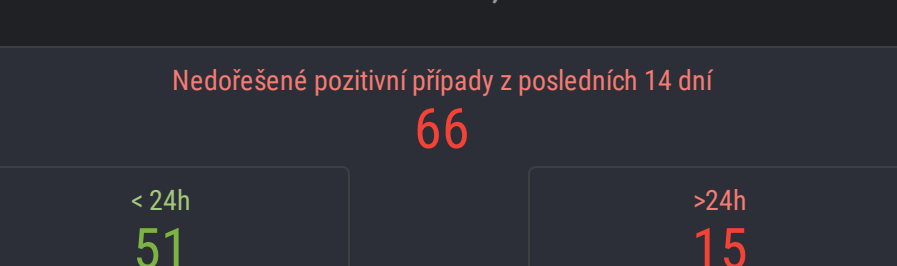 Nedořešené pozitivní případy z posledních 14 dní
66
< 24h
>24h
51
15